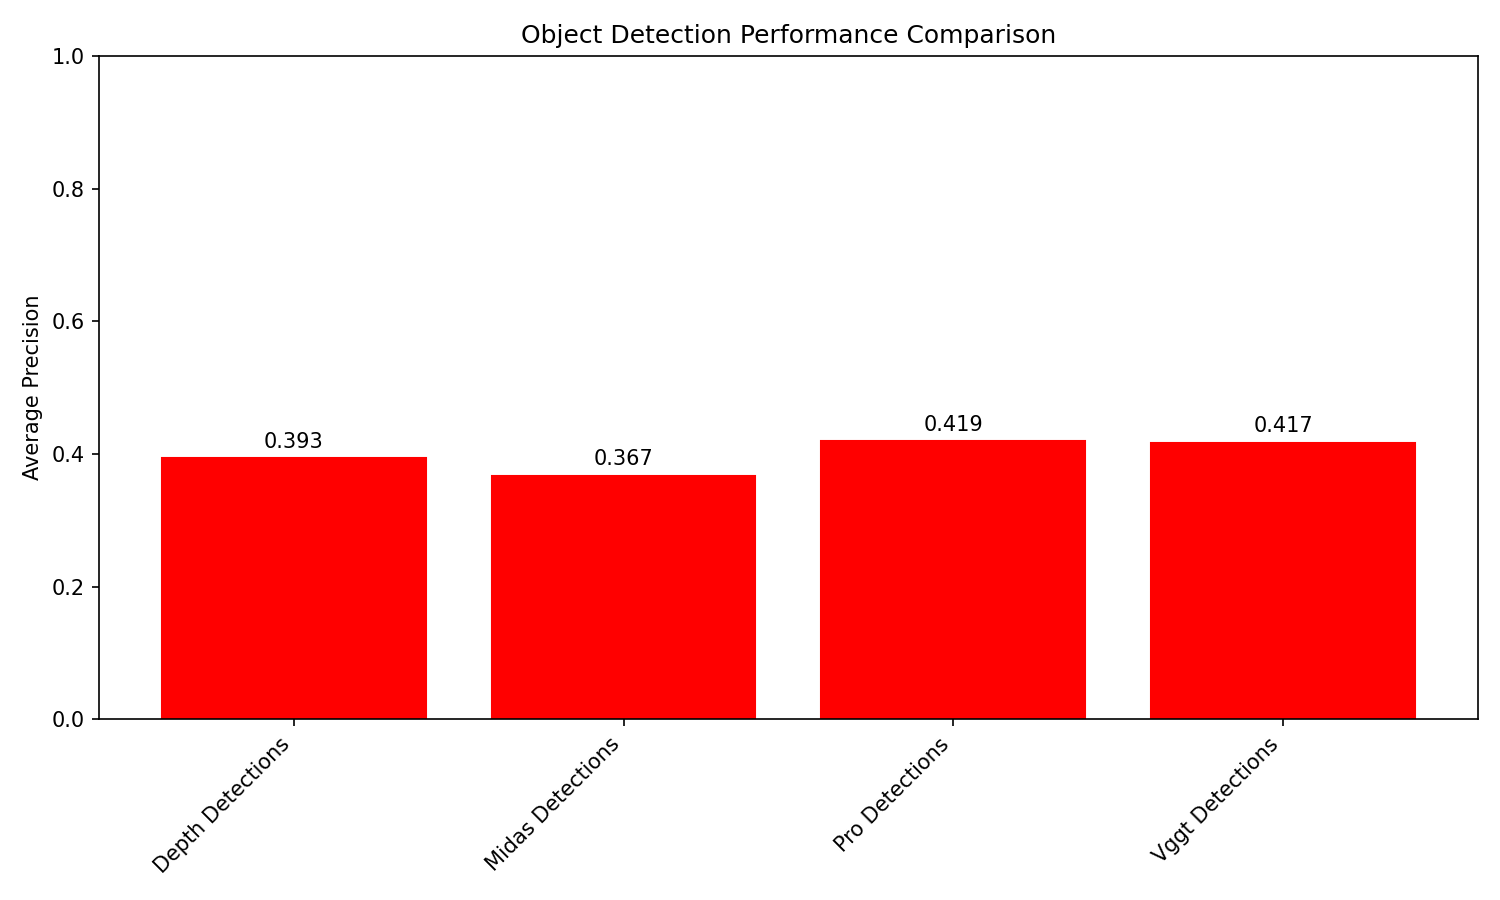 Object Detection Performance Comparison
Average Precision
1.0
0.8
0.6
0.4
0.2
0.0
0.393
0.367
0.419
0.417
Depth Detections
Midas Detections
Pro Detections
Vggt Detections